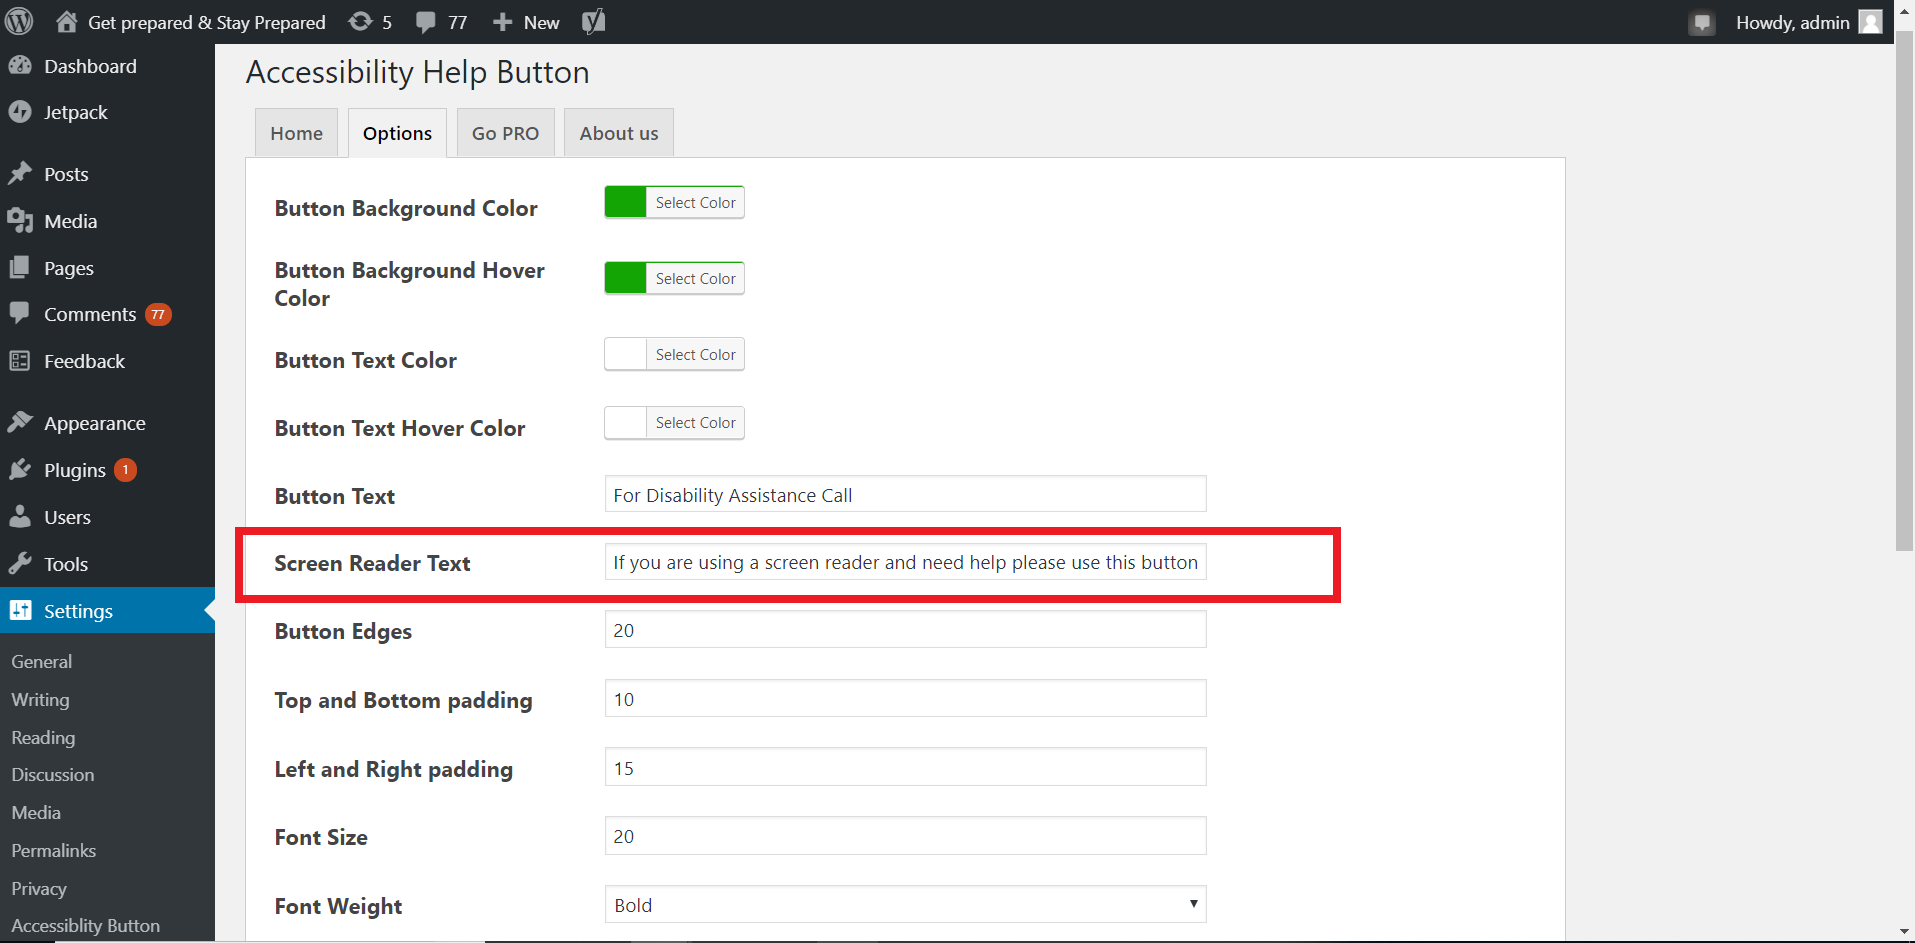 Get prepared & Stay Prepared 5 77 New Howdy, admin
Dashboard
Jetpack
Posts
Media
Pages
Comments 77
Feedback
Appearance
Plugins 1
Users
Tools
Settings
General
Writing
Reading
Discussion
Media
Permalinks
Privacy
Accessiblity Button
Accessibility Help Button
Home Options Go PRO About us
Button Background Color Select Color
Button Background Hover
Color Select Color
Button Text Color Select Color
Button Text Hover Color Select Color
Button Text For Disability Assistance Call
Screen Reader Text If you are using a screen reader and need help please use this button
Button Edges 20
Top and Bottom padding 10
Left and Right padding 15
Font Size 20
Font Weight Bold